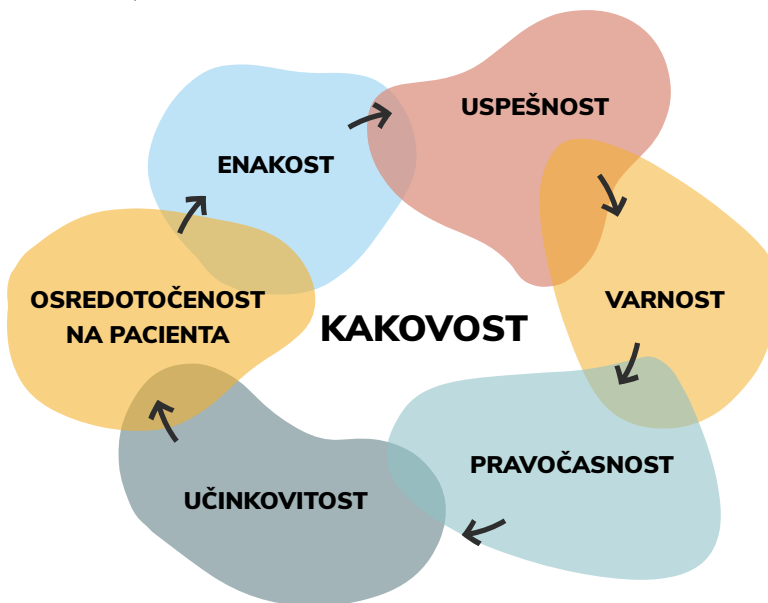 USPEŠNOST
ENAKOST
OSREDOTOČENOST
NA PACIENTA
VARNOST
KAKOVOST
PRAVOČASNOST
UČINKOVITOST